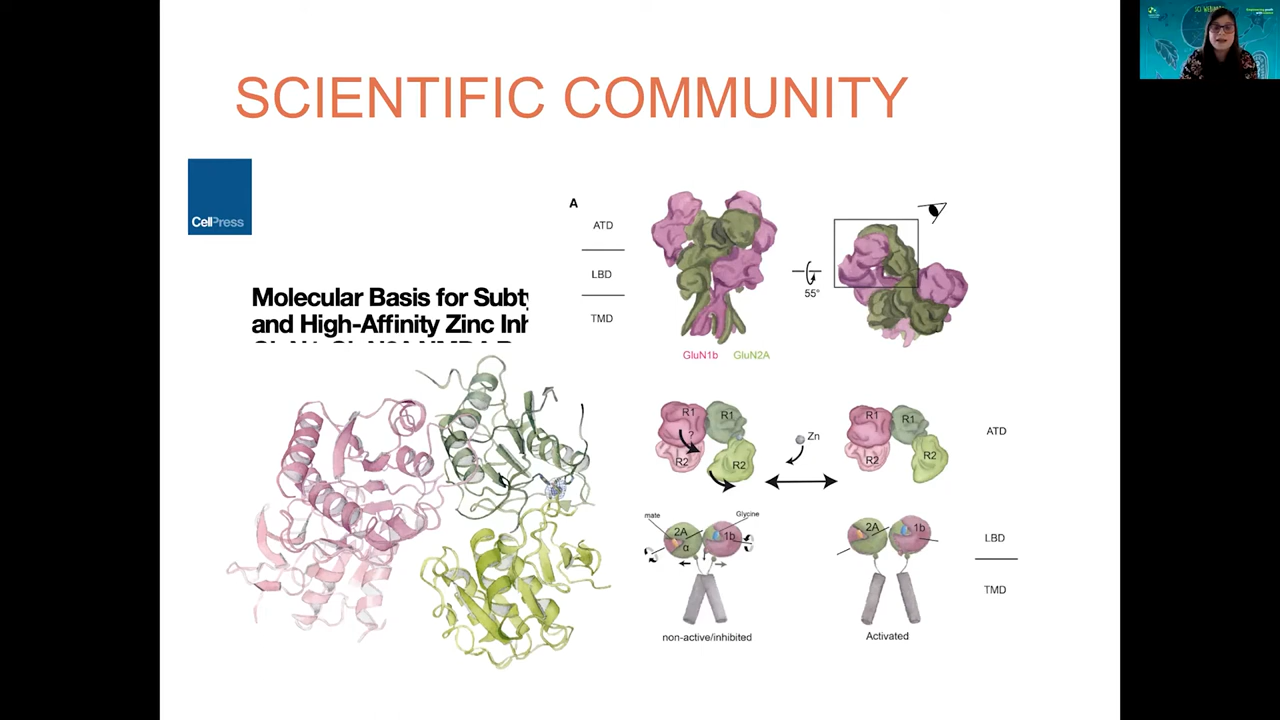 SCIENTIFIC COMMUNITY
CellPress
Molecular Basis for Subty
and High-Affinity Zinc Inh
A
ATD
LBD
TMD
55°
GluN1b GluN2A
R1 R1
?
R2 R2
Zn
R1 R1
R2 R2
ATD
mate
Glycine
2A 1b
α
2A 1b
LBD
TMD
non-active/inhibited
Activated